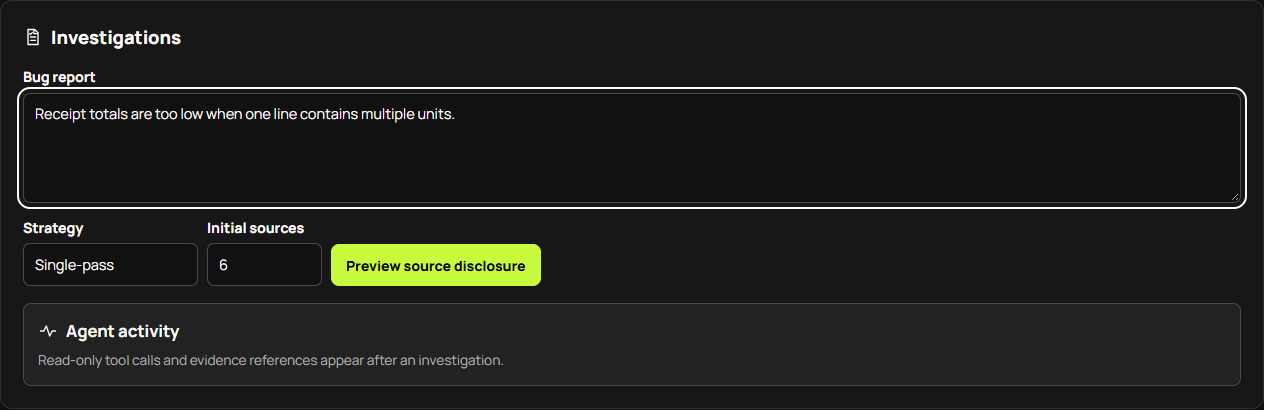 Investigations
Bug report
Receipt totals are too low when one line contains multiple units.
Strategy
Initial sources
Single-pass
6
Preview source disclosure
Agent activity
Read-only tool calls and evidence references appear after an investigation.